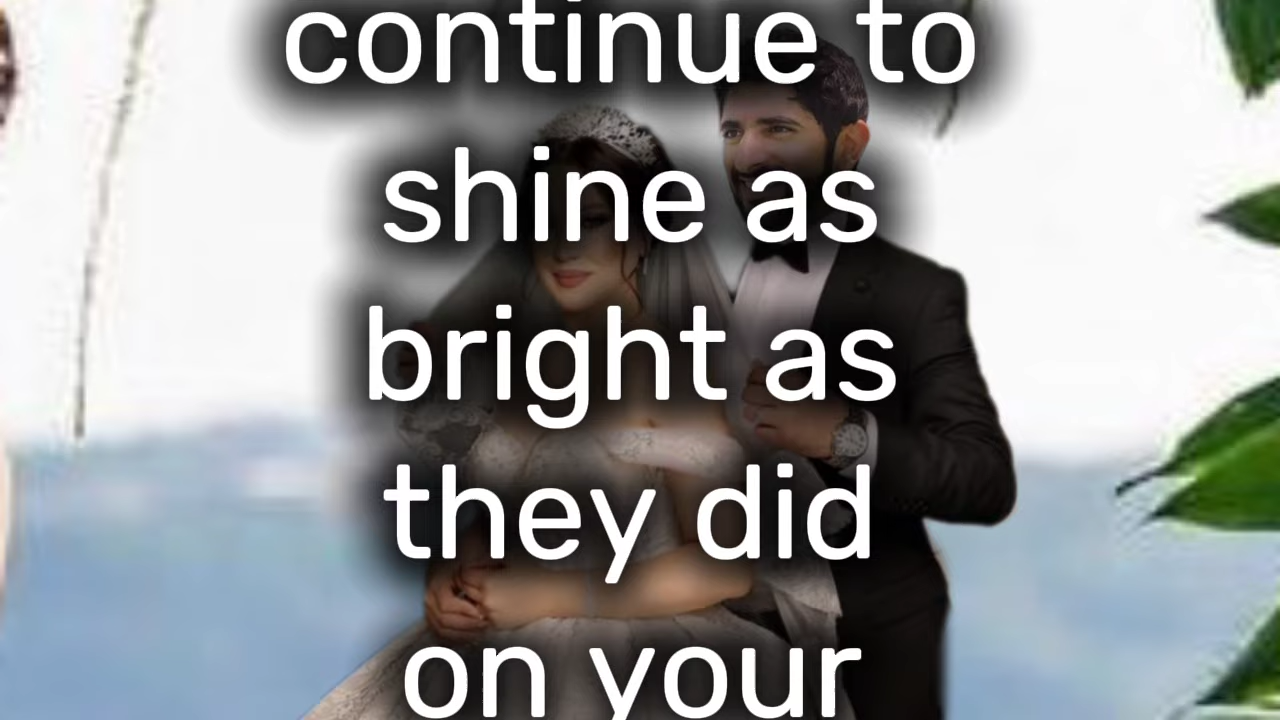 continue to
shine as
bright as
they did
on your